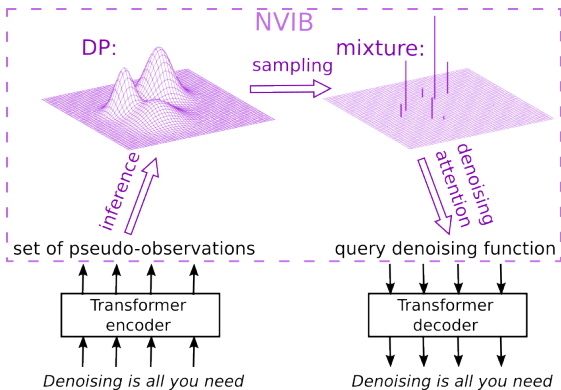 NVIB
DP:
mixture:
sampling
inference
denoising
attention
set of pseudo-observations
query denoising function
Transformer
encoder
Transformer
decoder
Denoising is all you need
Denoising is all you need